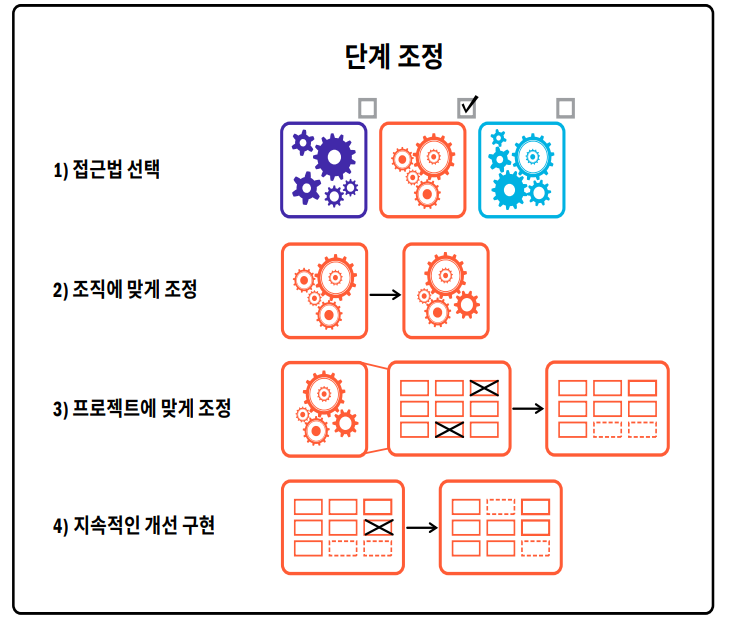 단계 조정
1) 접근법 선택
2) 조직에 맞게 조정
3) 프로젝트에 맞게 조정
4) 지속적인 개선 구현